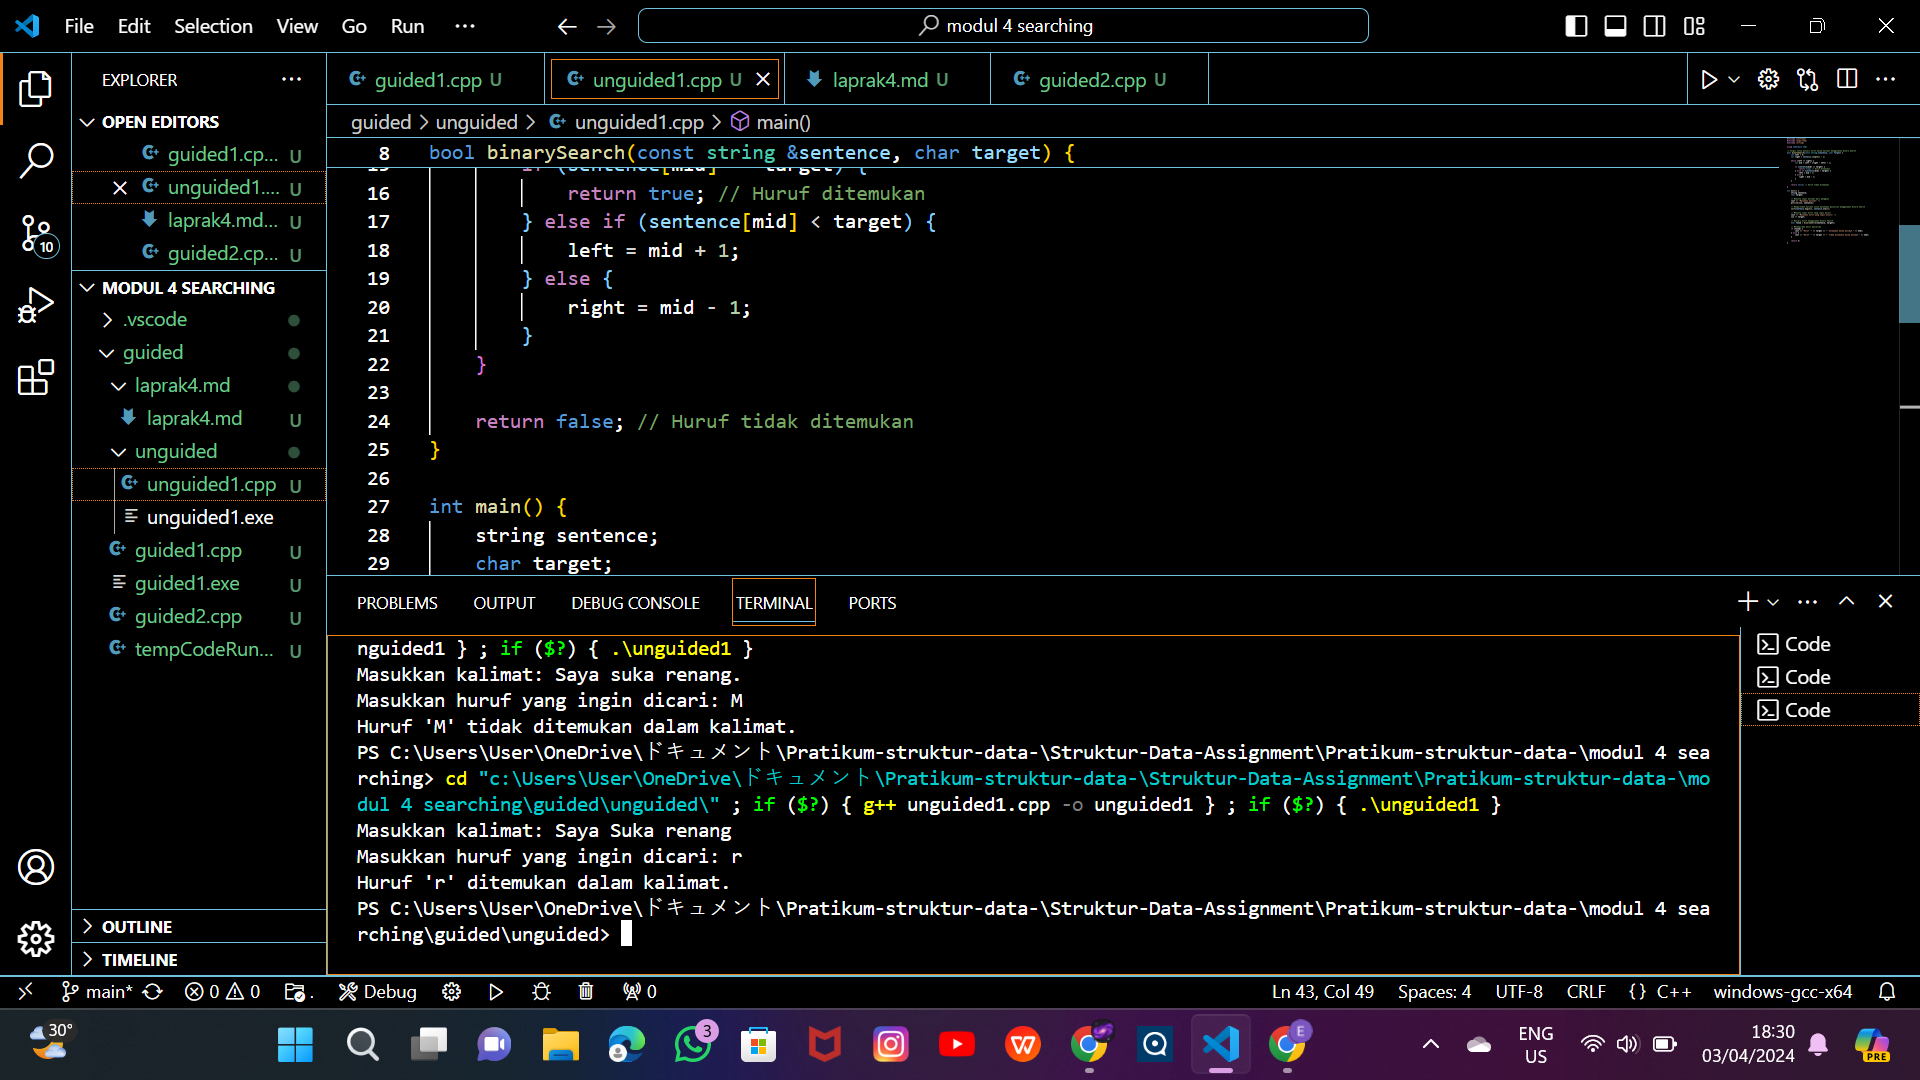 File Edit Selection View Go Run ··· modul 4 searching
EXPLORER
OPEN EDITORS
guided1.cp... U
unguided1.... U
laprak4.md... U
guided2.cp... U
MODUL 4 SEARCHING
.vscode
guided
laprak4.md
laprak4.md U
unguided
unguided1.cpp U
unguided1.exe
guided1.cpp U
guided1.exe U
guided2.cpp U
tempCodeRun... U
OUTLINE
TIMELINE
10
guided1.cpp U unguided1.cpp U laprak4.md U guided2.cpp U
guided > unguided > unguided1.cpp > main()
8 bool binarySearch(const string &sentence, char target) {
16 return true; // Huruf ditemukan
17 } else if (sentence[mid] < target) {
18 left = mid + 1;
19 } else {
20 right = mid - 1;
21 }
22 }
23
24 return false; // Huruf tidak ditemukan
25 }
26
27 int main() {
28 string sentence;
29 char target;
PROBLEMS OUTPUT DEBUG CONSOLE TERMINAL PORTS
nguided1 } ; if ($?) { .\unguided1 }
Masukkan kalimat: Saya suka renang.
Masukkan huruf yang ingin dicari: M
Huruf 'M' tidak ditemukan dalam kalimat.
PS C:\Users\User\OneDrive\ドキュメント\Pratikum-struktur-data-\Struktur-Data-Assignment\Pratikum-struktur-data-\modul 4 sea
rching> cd "c:\Users\User\OneDrive\ドキュメント\Pratikum-struktur-data-\Struktur-Data-Assignment\Pratikum-struktur-data-\mo
dul 4 searching\guided\unguided\" ; if ($?) { g++ unguided1.cpp -o unguided1 } ; if ($?) { .\unguided1 }
Masukkan kalimat: Saya Suka renang
Masukkan huruf yang ingin dicari: r
Huruf 'r' ditemukan dalam kalimat.
PS C:\Users\User\OneDrive\ドキュメント\Pratikum-struktur-data-\Struktur-Data-Assignment\Pratikum-struktur-data-\modul 4 sea
rching\guided\unguided>
Code
Code
Code
main* 0 0 . Debug 0 Ln 43, Col 49 Spaces: 4 UTF-8 CRLF {} C++ windows-gcc-x64
30° 3 E ENG
US
18:30
03/04/2024
PRE